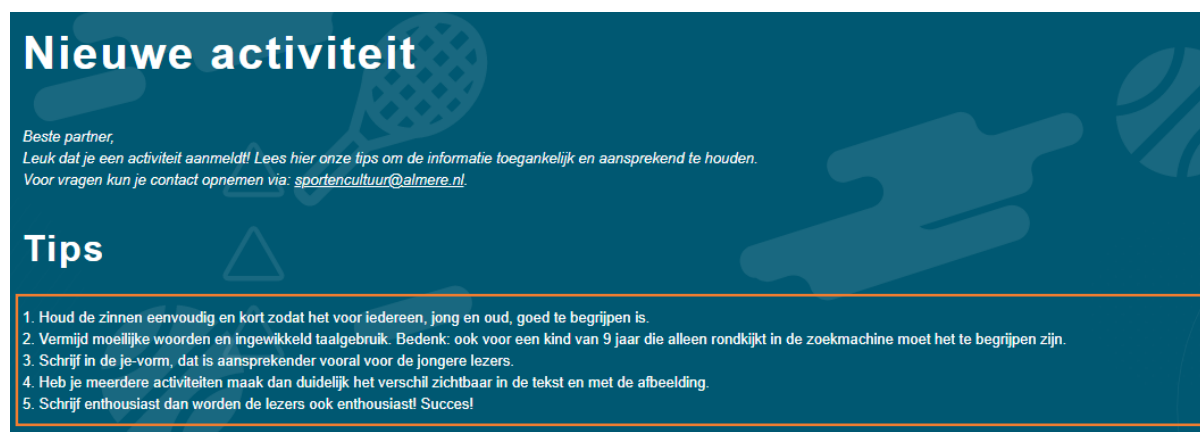 Nieuwe activiteit
Beste partner,
Leuk dat je een activiteit aanmeldt! Lees hier onze tips om de informatie toegankelijk en aansprekend te houden.
Voor vragen kun je contact opnemen via: sportencultuur@almere.nl.
Tips
1. Houd de zinnen eenvoudig en kort zodat het voor iedereen, jong en oud, goed te begrijpen is.
2. Vermijd moeilijke woorden en ingewikkeld taalgebruik. Bedenk: ook voor een kind van 9 jaar die alleen rondkijkt in de zoekmachine moet het te begrijpen zijn.
3. Schrijf in de je-vorm, dat is aansprekender vooral voor de jongere lezers.
4. Heb je meerdere activiteiten maak dan duidelijk het verschil zichtbaar in de tekst en met de afbeelding.
5. Schrijf enthousiast dan worden de lezers ook enthousiast! Succes!